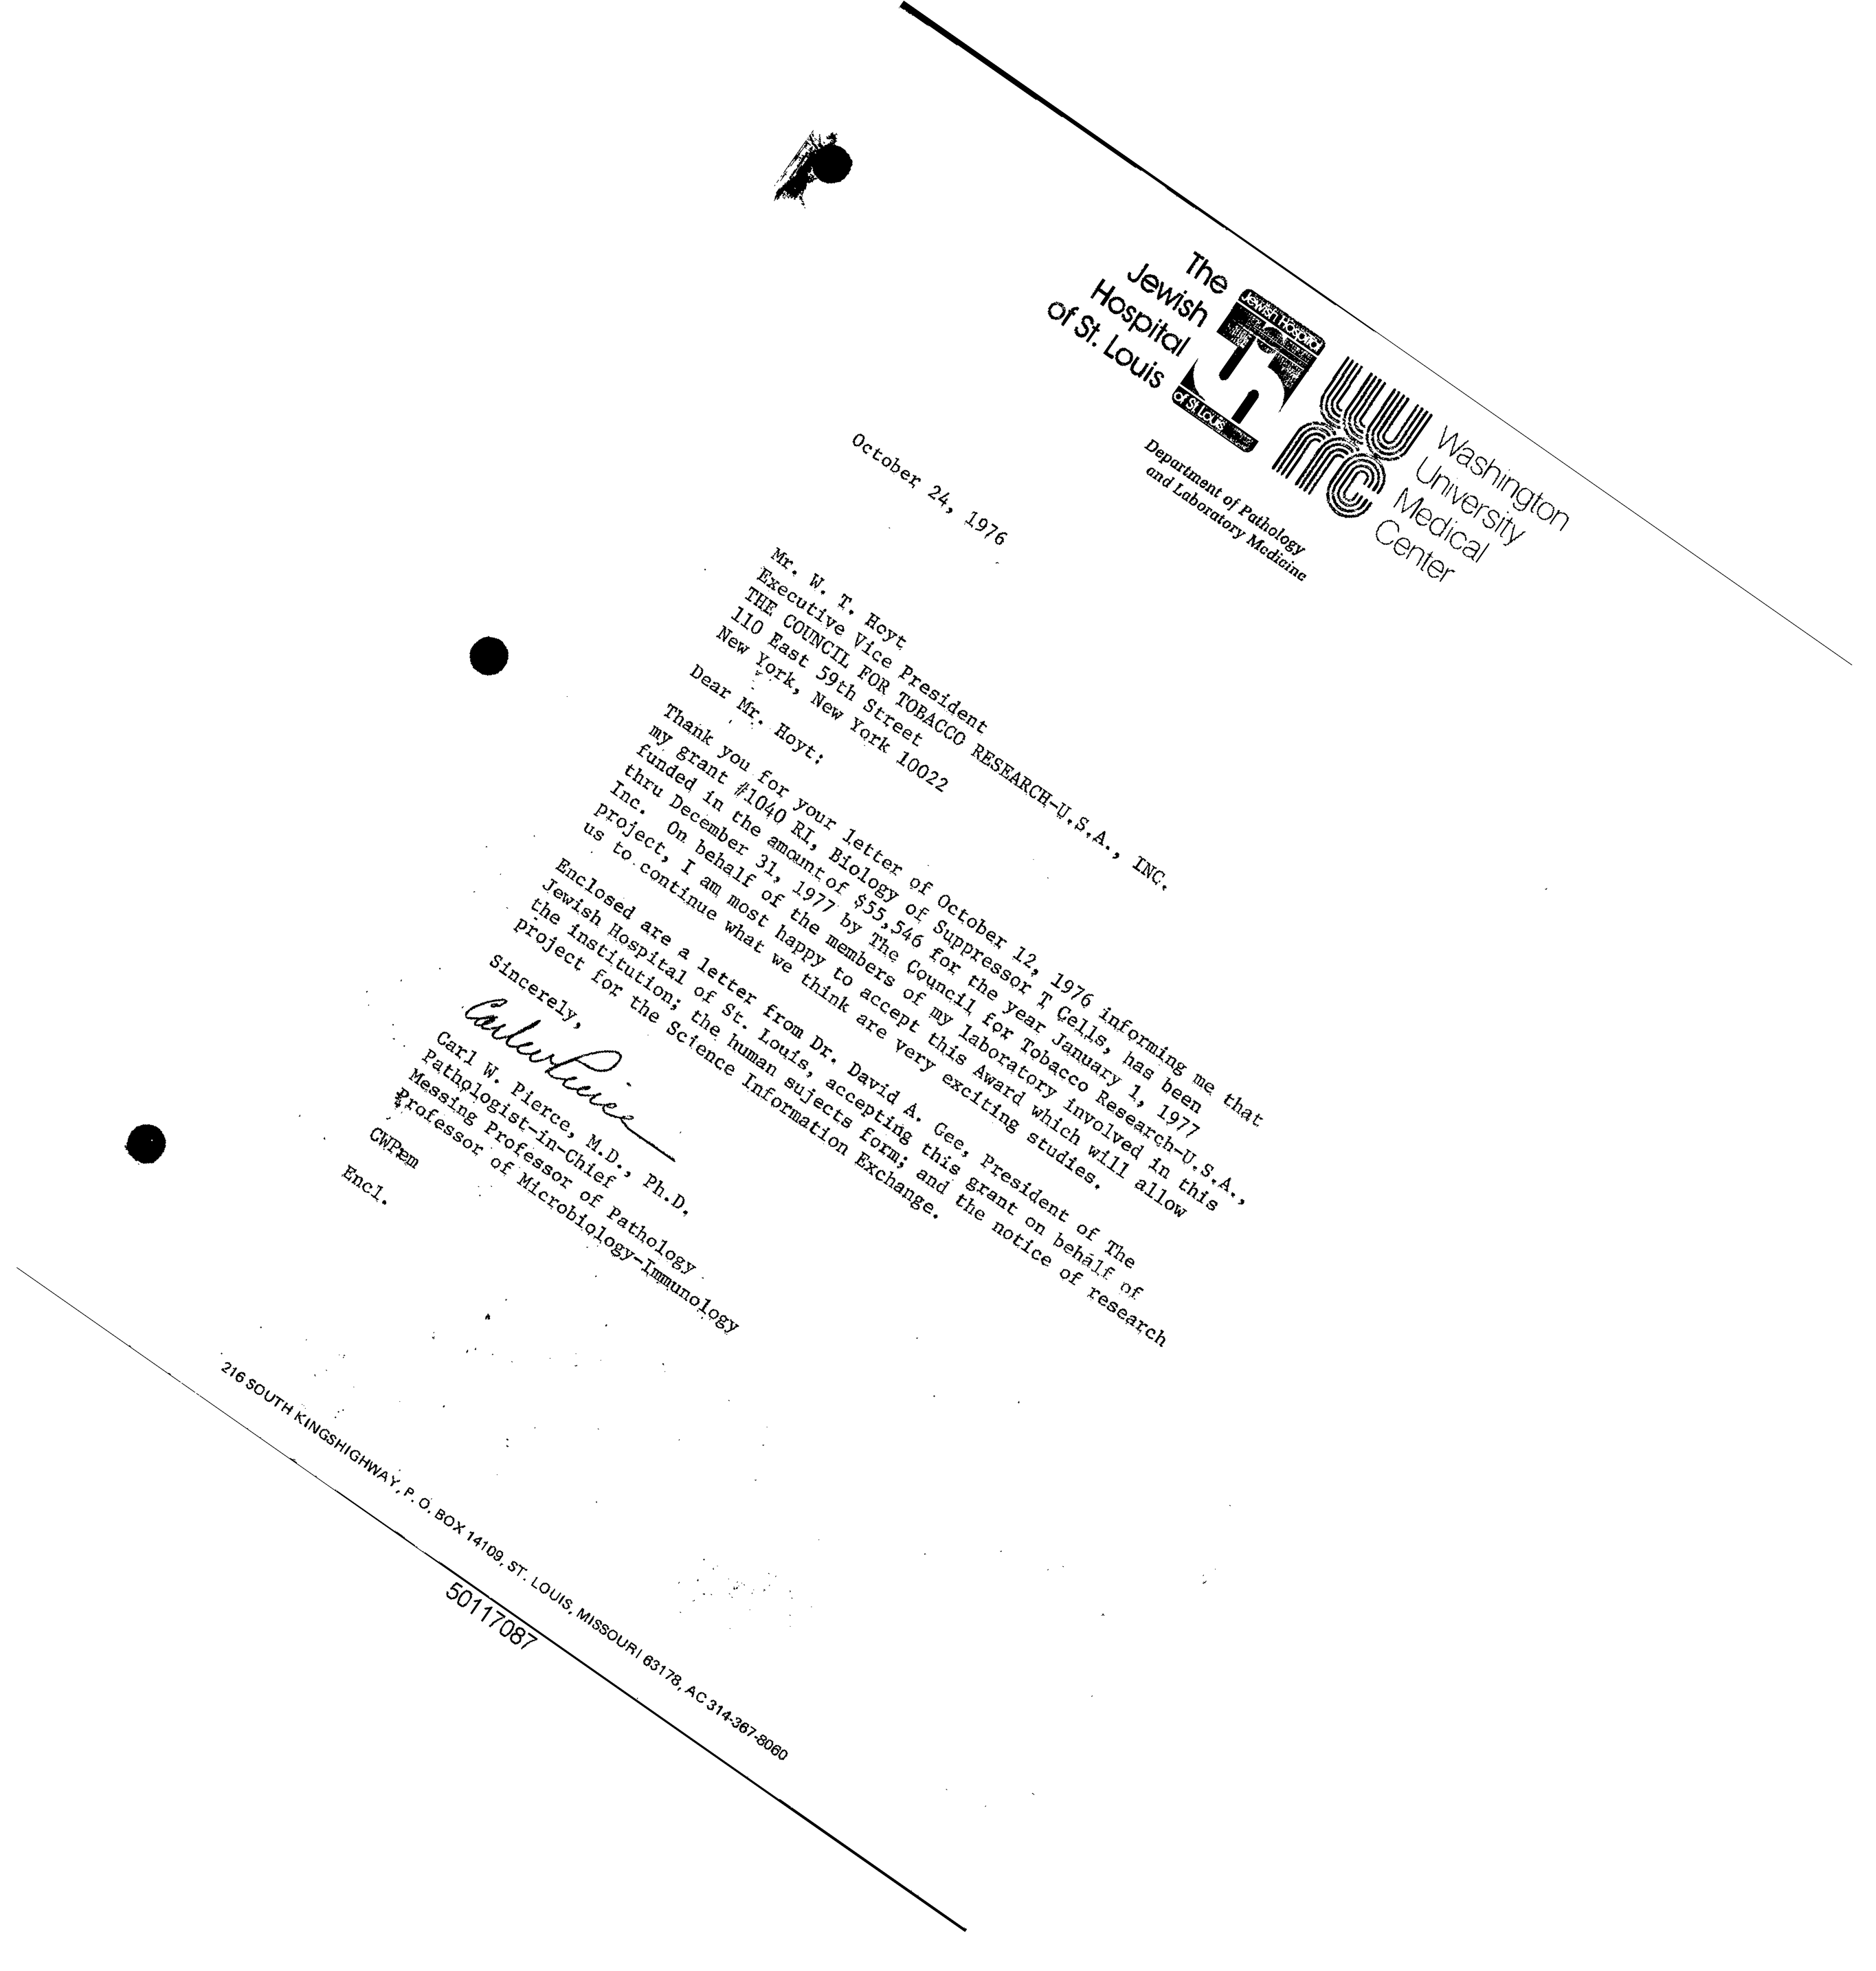 The
Jewish
Hospital
of St. Louis
Jewish Hospital
of St. Louis
Washington
University
Medical
Center
Department of Pathology
and Laboratory Medicine
October 24, 1976
Mr. W. T. Hoyt
Executive Vice President
THE COUNCIL FOR TOBACCO RESEARCH-U.S.A., INC.
110 East 59th Street
New York, New York 10022
Dear Mr. Hoyt:
Thank you for your letter of October 12, 1976 informing me that
my grant #1040 RI, Biology of Suppressor T Cells, has been
funded in the amount of $55,546 for the year January 1, 1977
thru December 31, 1977 by The Council for Tobacco Research-U.S.A.,
Inc. On behalf of the members of my laboratory involved in this
project, I am most happy to accept this Award which will allow
us to continue what we think are very exciting studies.
Enclosed are a letter from Dr. David A. Gee, President of The
Jewish Hospital of St. Louis, accepting this grant on behalf of
the institution; the human sujects form; and the notice of research
project for the Science Information Exchange.
Sincerely,
Carl W Pierce
Carl W. Pierce, M.D., Ph.D.
Pathologist-in-Chief
Messing Professor of Pathology
Professor of Microbiology-Immunology
CWPem
Encl.
216 SOUTH KINGSHIGHWAY, P. O. BOX 14109, ST. LOUIS, MISSOURI 63178, AC 314-367-8060
50117087